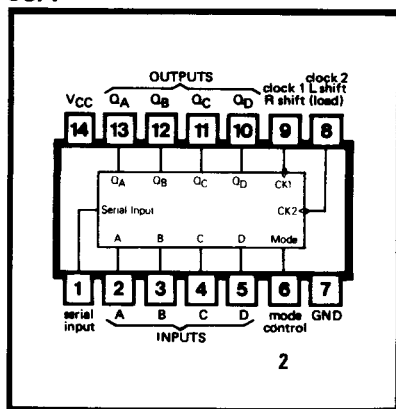 OUTPUTS
clock 2
clock 1 L shift
VCC QA QB QC QD R shift (load)
14 13 12 11 10 9 8
QA QB QC QD CK1
Serial Input CK2
A B C D Mode
1 2 3 4 5 6 7
serial A B C D mode GND
input control
INPUTS
2